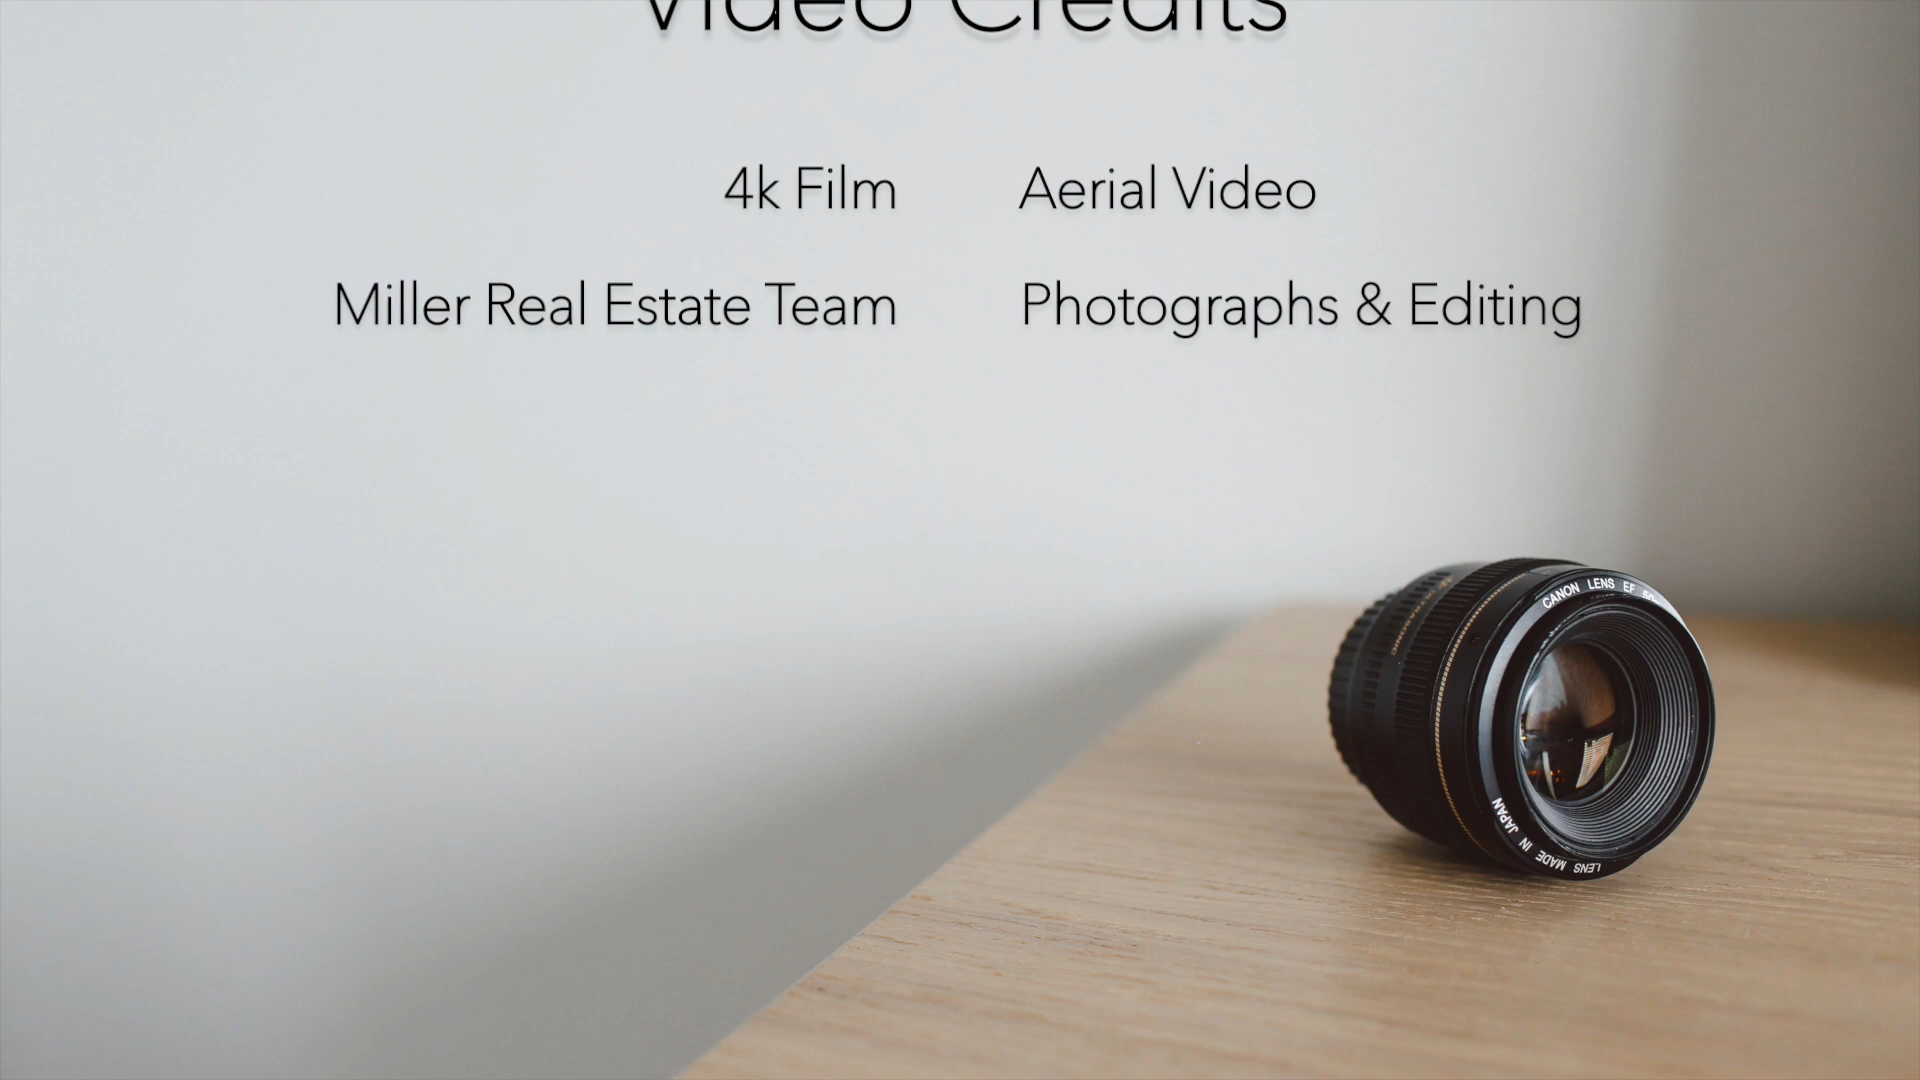 Video Credits
4k Film Aerial Video
Miller Real Estate Team Photographs & Editing
CANON LENS EF
ULTRASONIC
LENS MADE IN JAPAN